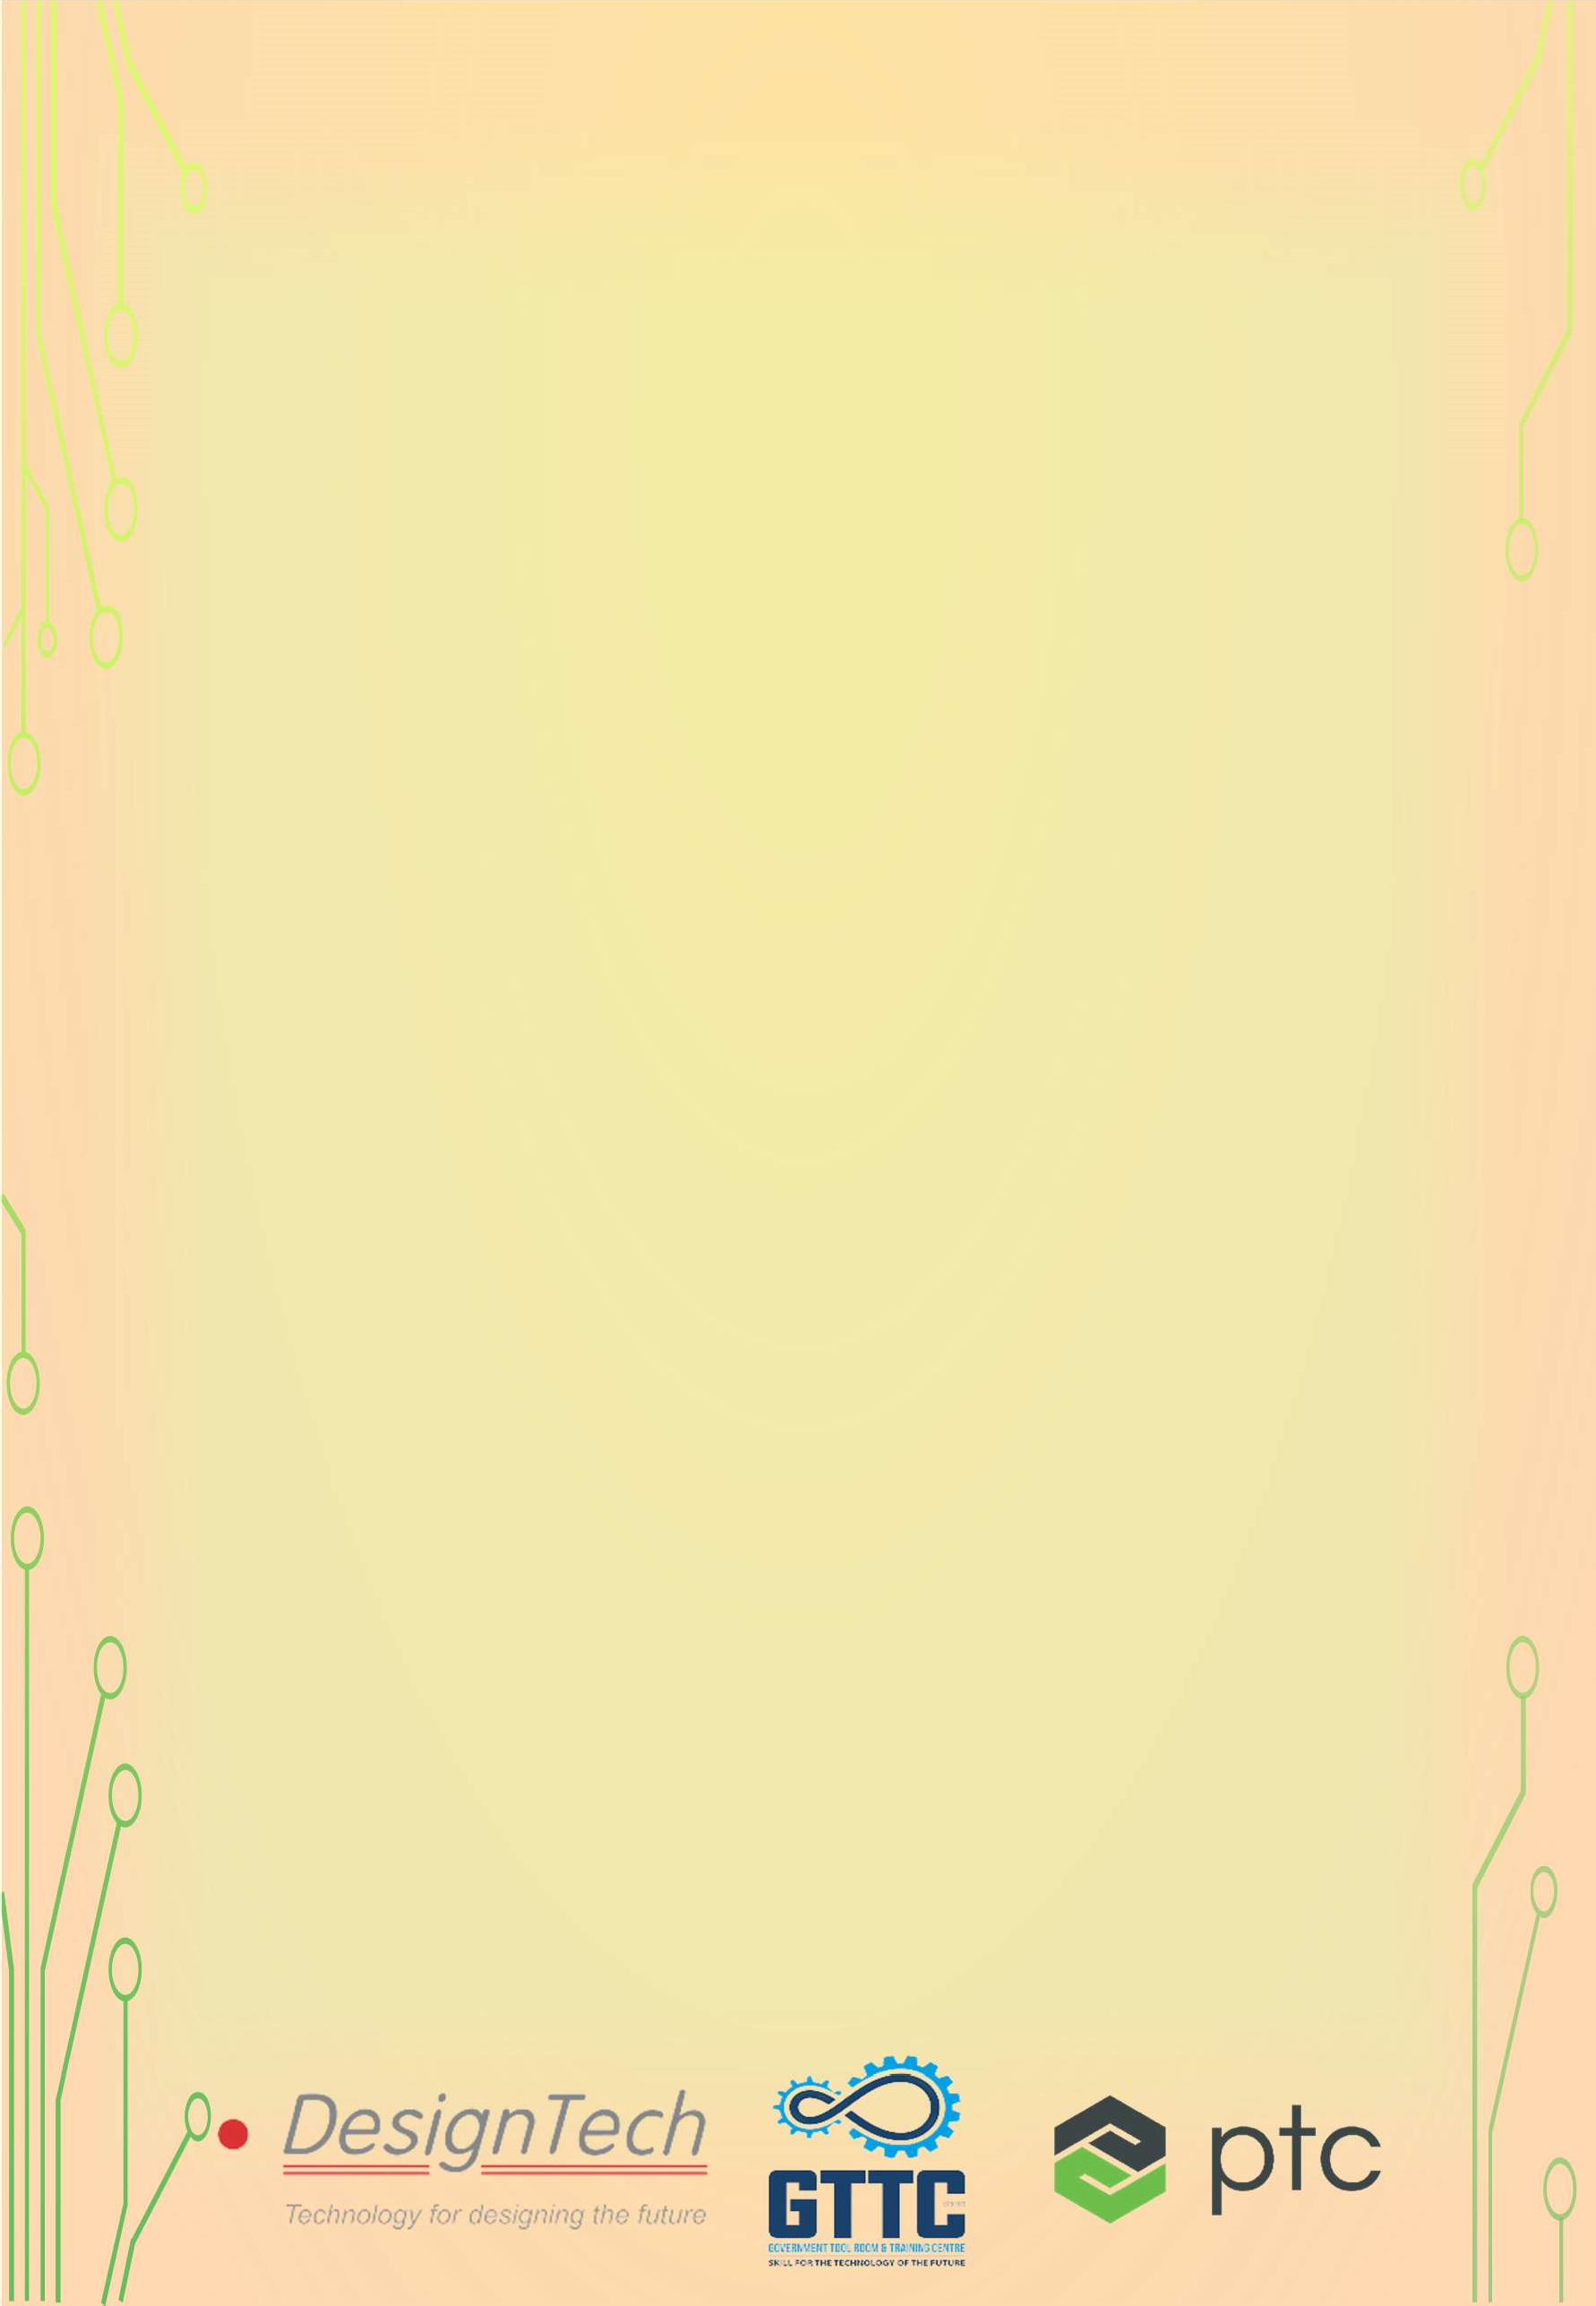 DesignTech
Technology for designing the future
GTTC
GOVERNMENT TOOL ROOM & TRAINING CENTRE
SKILL FOR THE TECHNOLOGY OF THE FUTURE
ptc